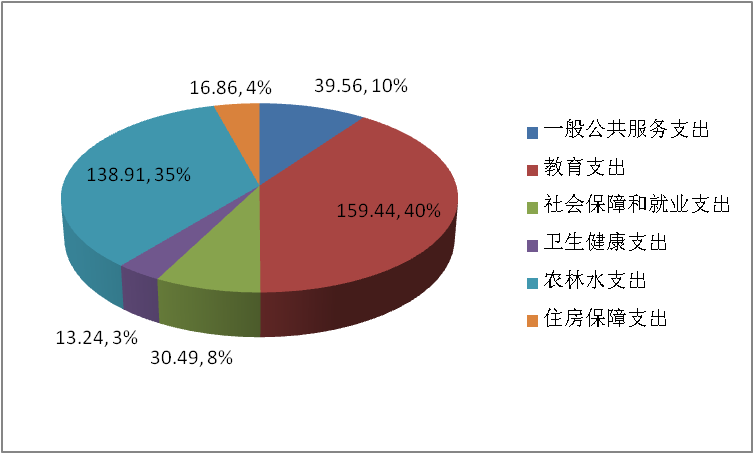 16.86, 4%
39.56, 10%
138.91, 35%
159.44, 40%
13.24, 3%
30.49, 8%
一般公共服务支出
教育支出
社会保障和就业支出
卫生健康支出
农林水支出
住房保障支出